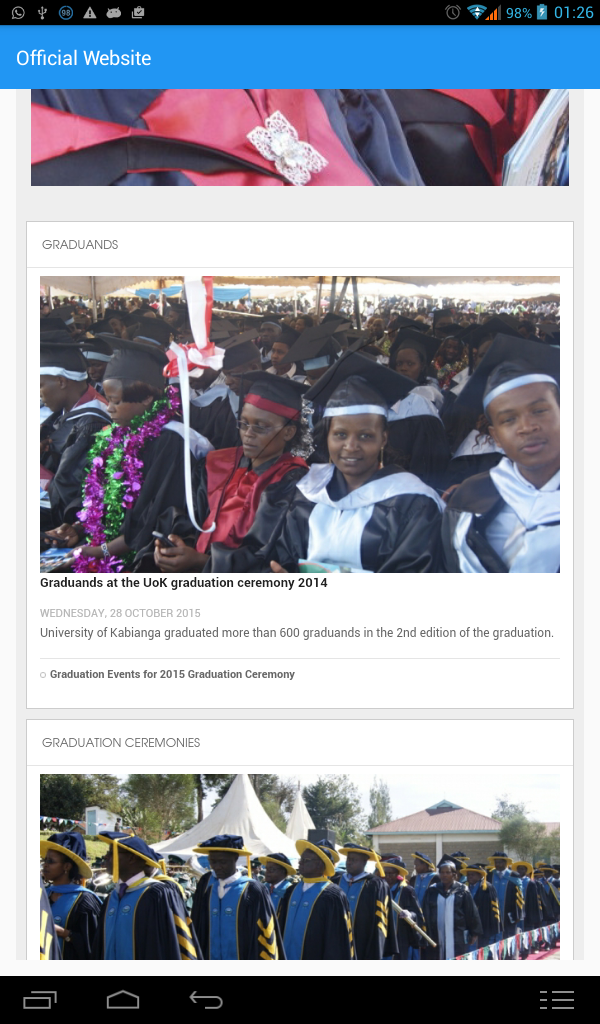 98
98%
01:26
Official Website
GRADUANDS
Graduands at the UoK graduation ceremony 2014
WEDNESDAY, 28 OCTOBER 2015
University of Kabianga graduated more than 600 graduands in the 2nd edition of the graduation.
Graduation Events for 2015 Graduation Ceremony
GRADUATION CEREMONIES